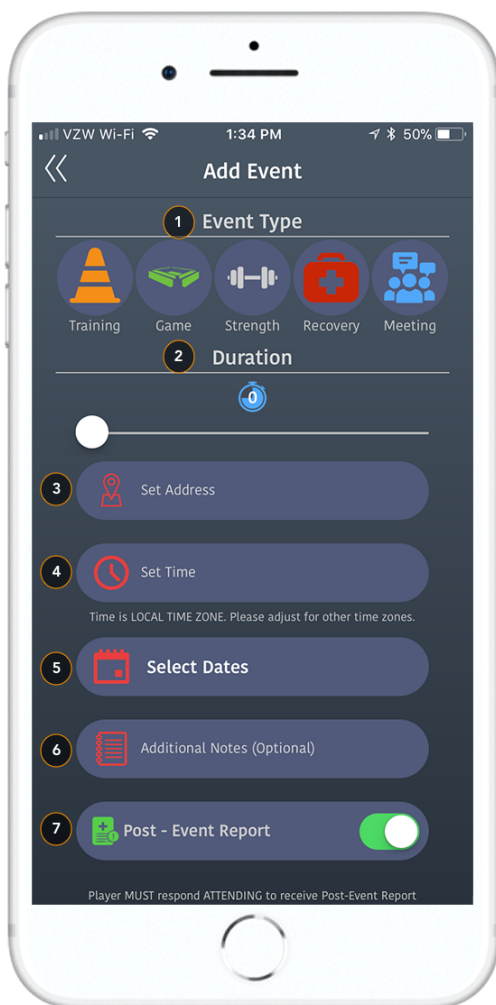 VZW Wi-Fi 1:34 PM 50%
Add Event
1 Event Type
Training Game Strength Recovery Meeting
2 Duration
0
3 Set Address
4 Set Time
Time is LOCAL TIME ZONE. Please adjust for other time zones.
5 Select Dates
6 Additional Notes (Optional)
7 Post - Event Report
Player MUST respond ATTENDING to receive Post-Event Report